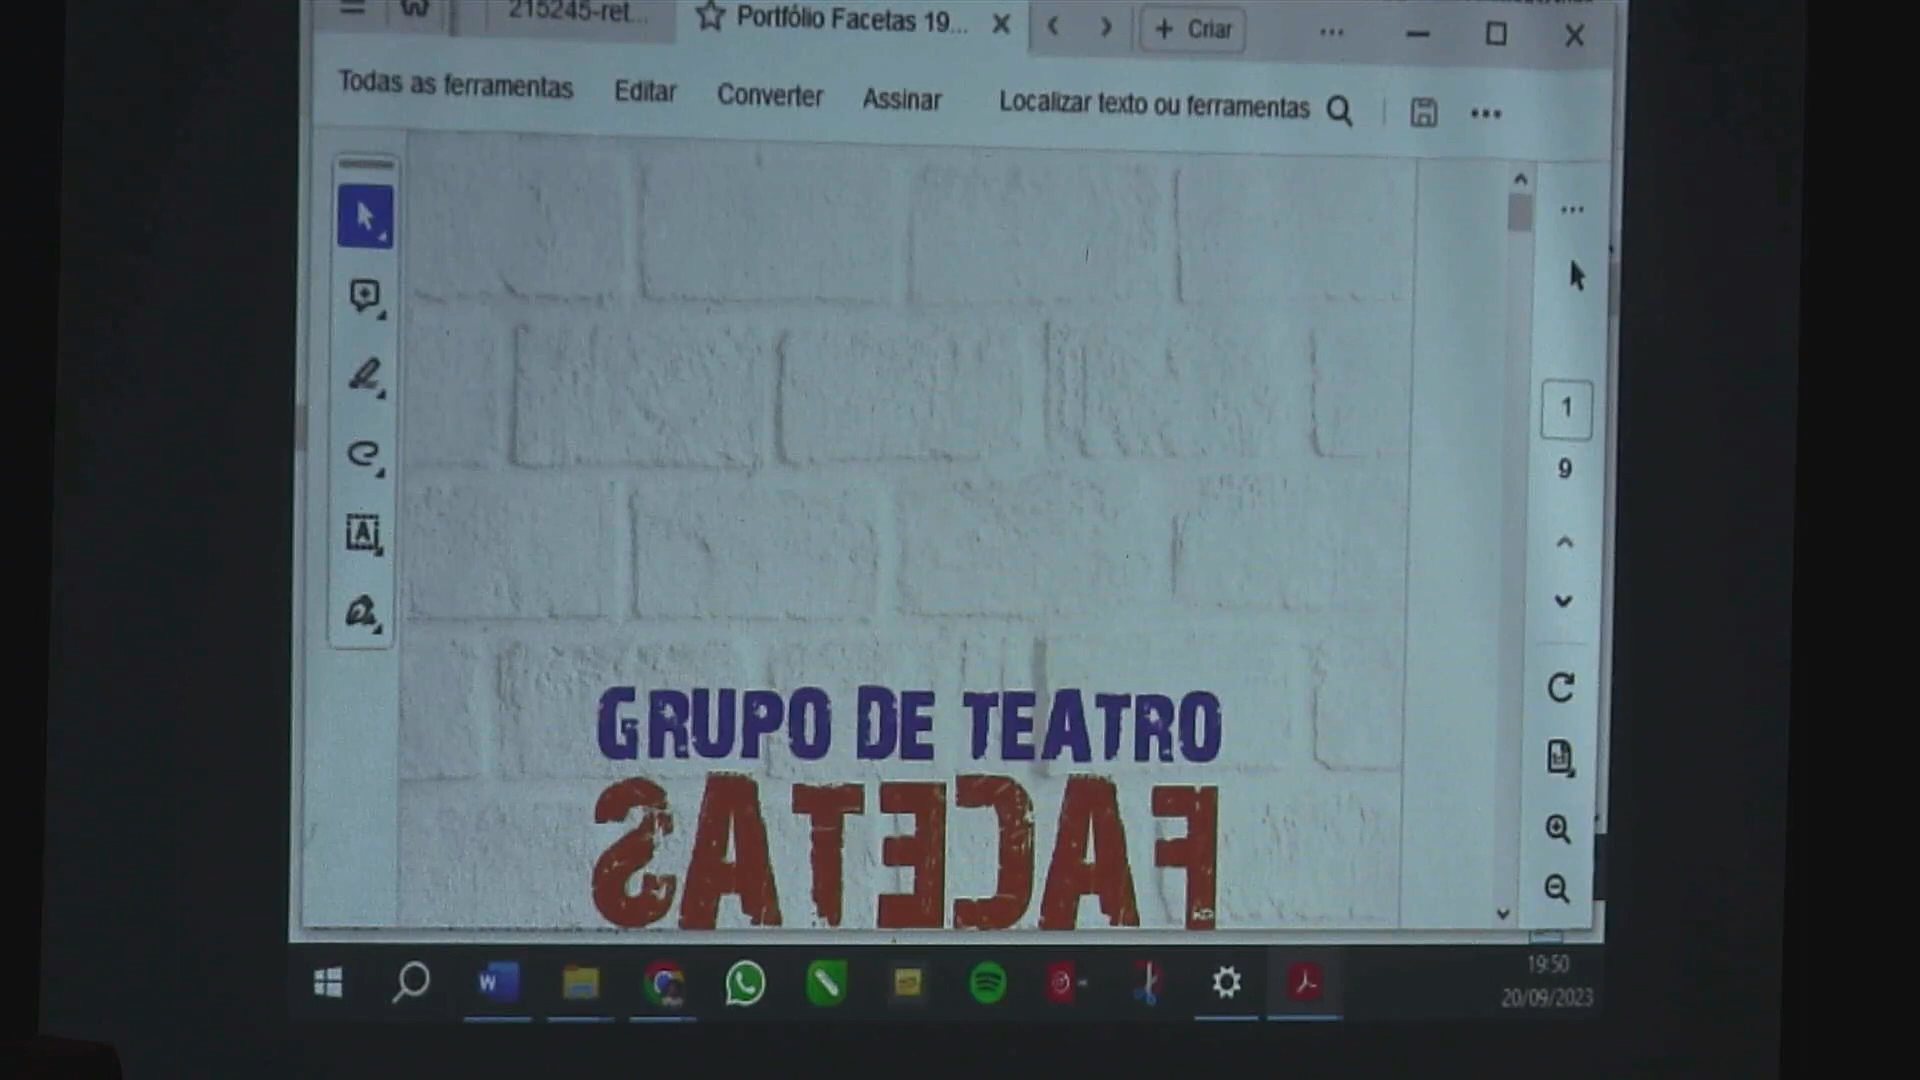 215245-ret...
Portfólio Facetas 19...
+ Criar
Todas as ferramentas
Editar
Converter
Assinar
Localizar texto ou ferramentas
1
9
GRUPO DE TEATRO
FACETAS
19:50
20/09/2023